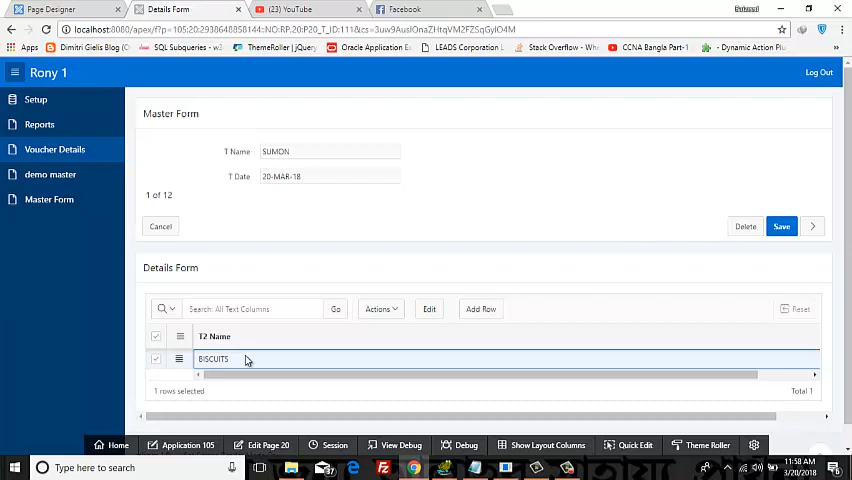 Page Designer
Details Form
(23) YouTube
Facebook
localhost:8080/apex/f?p=105:20:2938648858144::NO:RP,20:P20_T_ID:111&cs=3uw9AuslOnaZHtqVM2FZSqGyIO4M
Apps
Dimitri Gielis Blog (O
SQL Subqueries - w3
ThemeRoller | jQuery
Oracle Application Ex
LEADS Corporation L
Stack Overflow - Whe
CCNA Bangla Part-1
- Dynamic Action Plu
Rony 1
Log Out
Setup
Reports
Voucher Details
demo master
Master Form
Master Form
T Name
SUMON
T Date
20-MAR-18
1 of 12
Cancel
Delete
Save
Details Form
Search: All Text Columns
Go
Actions
Edit
Add Row
Reset
T2 Name
BISCUITS
1 rows selected
Total 1
Home
Application 105
Edit Page 20
Session
View Debug
Debug
Show Layout Columns
Quick Edit
Theme Roller
Type here to search
37
11:58 AM
3/20/2018